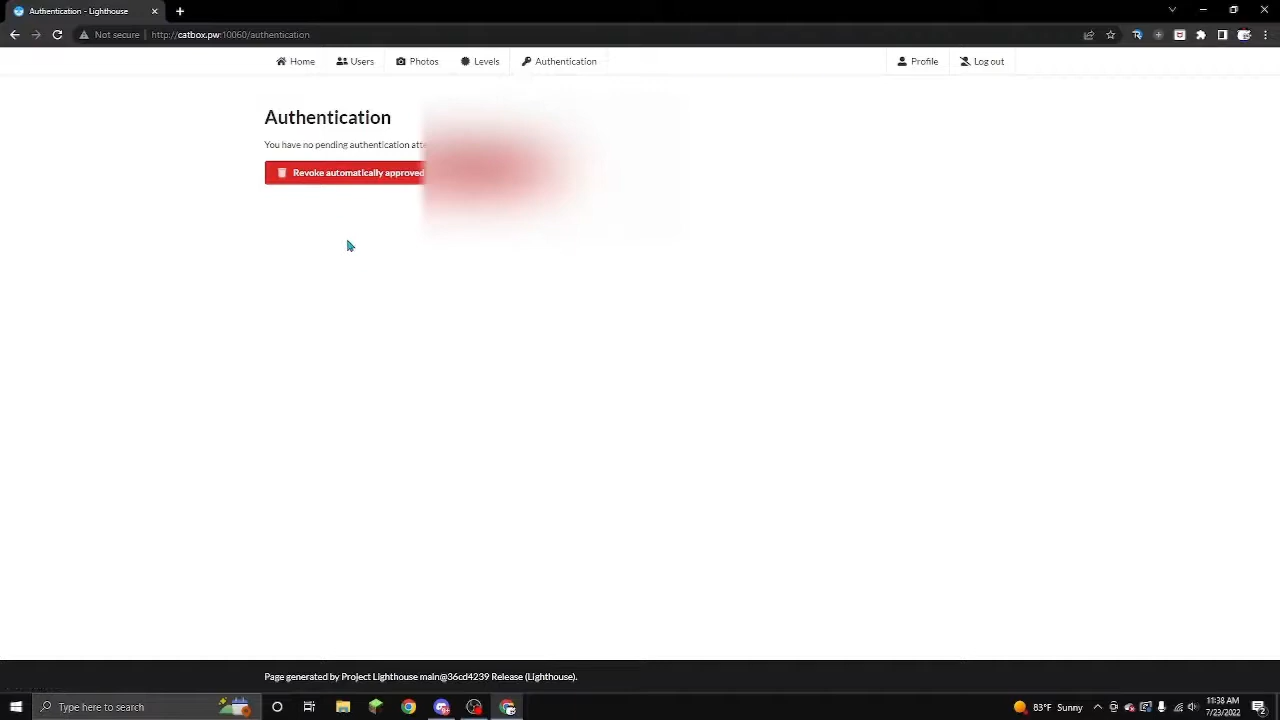 Authentication - Lighthouse
Not secure | http://catbox.pw:10060/authentication
Home Users Photos Levels Authentication Profile Log out
Authentication
You have no pending authentication atte
Revoke automatically approved
Page generated by Project Lighthouse main@36cd4239 Release (Lighthouse).
Type here to search
83°F Sunny
11:38 AM
7/23/2022
2